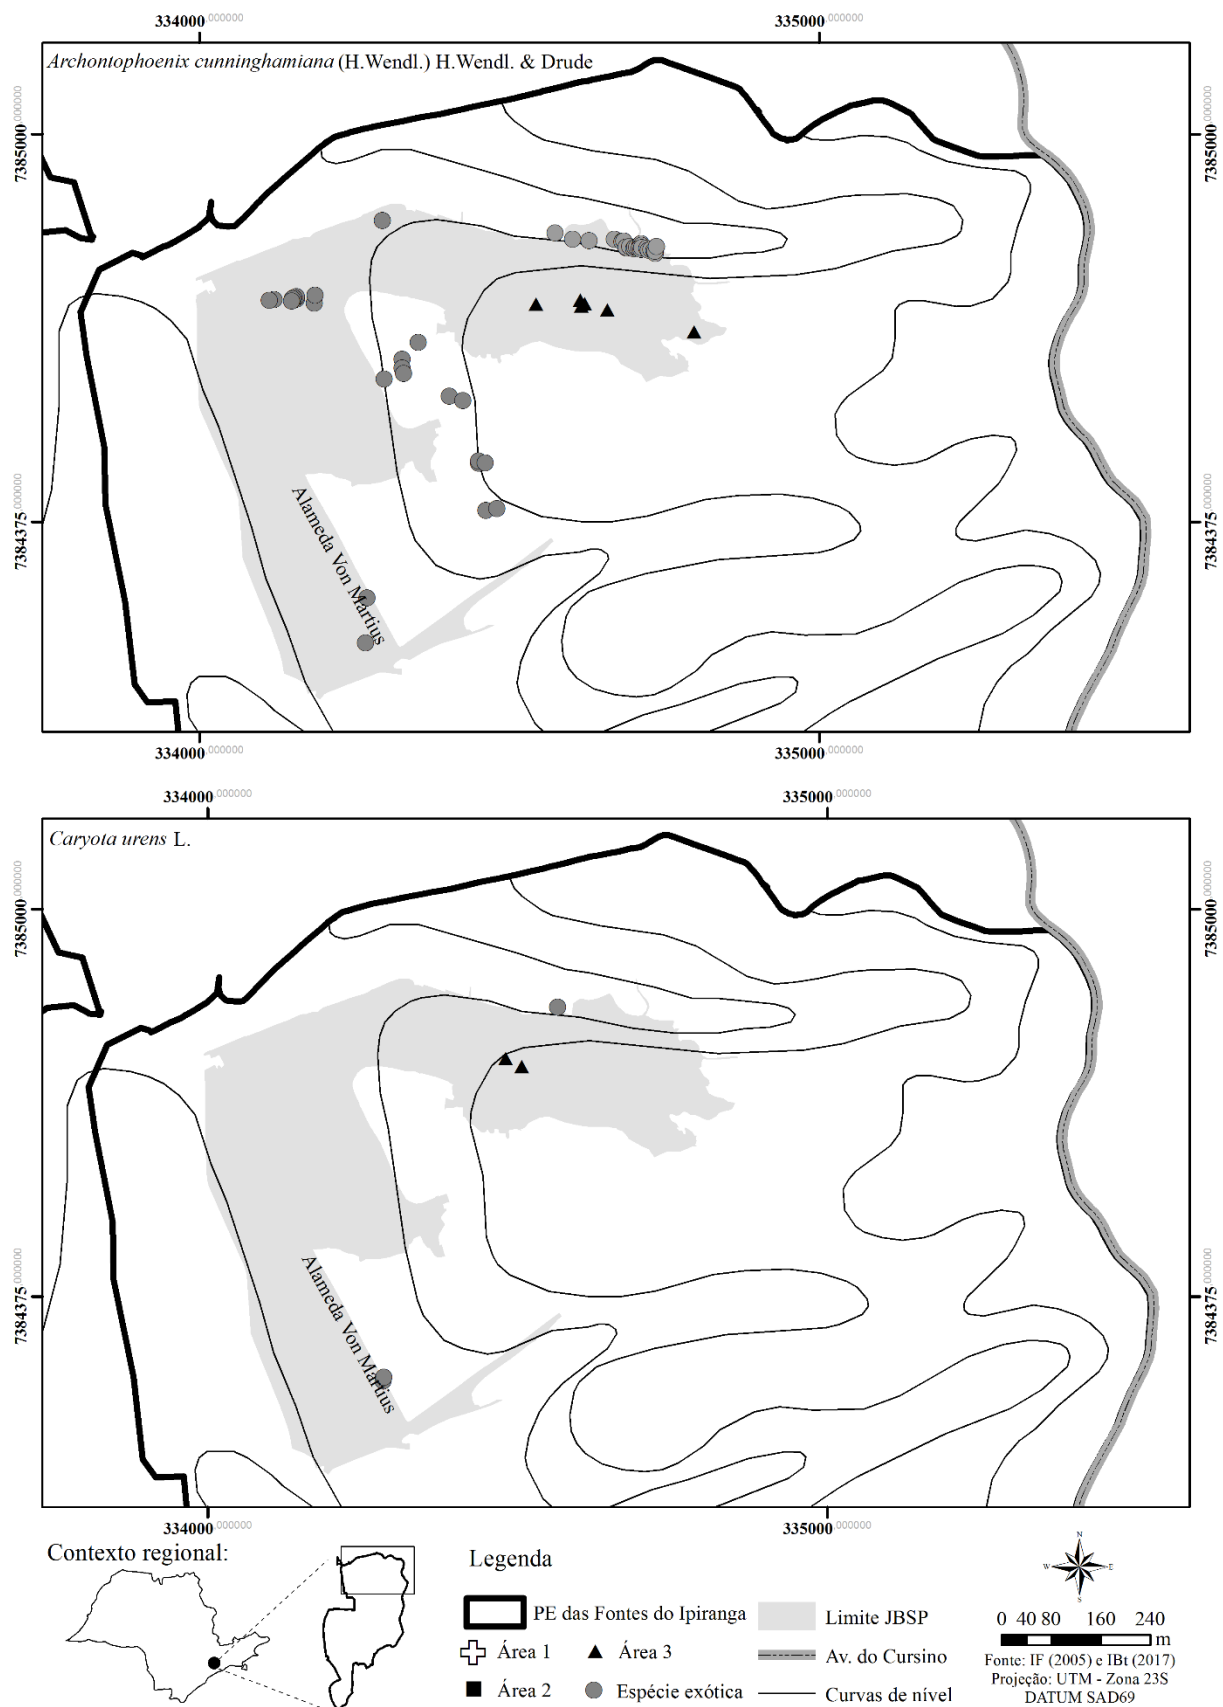 334000,000000 335000,000000
Archontophoenix cunninghamiana (H.Wendl.) H.Wendl. & Drude
7385000,000000 7385000,000000
7384375,000000 7384375,000000
Alameda Von Martius
334000,000000 335000,000000
334000,000000 335000,000000
Caryota urens L.
7385000,000000 7385000,000000
7384375,000000 7384375,000000
Alameda Von Martius
334000,000000 335000,000000
Contexto regional:
Legenda
PE das Fontes do Ipiranga
Área 1
Área 2
Área 3
Espécie exótica
Limite JBSP
Av. do Cursino
Curvas de nível
N
W E
S
0 40 80 160 240
m
Fonte: IF (2005) e IBt (2017)
Projeção: UTM - Zona 23S
DATUM SAD69